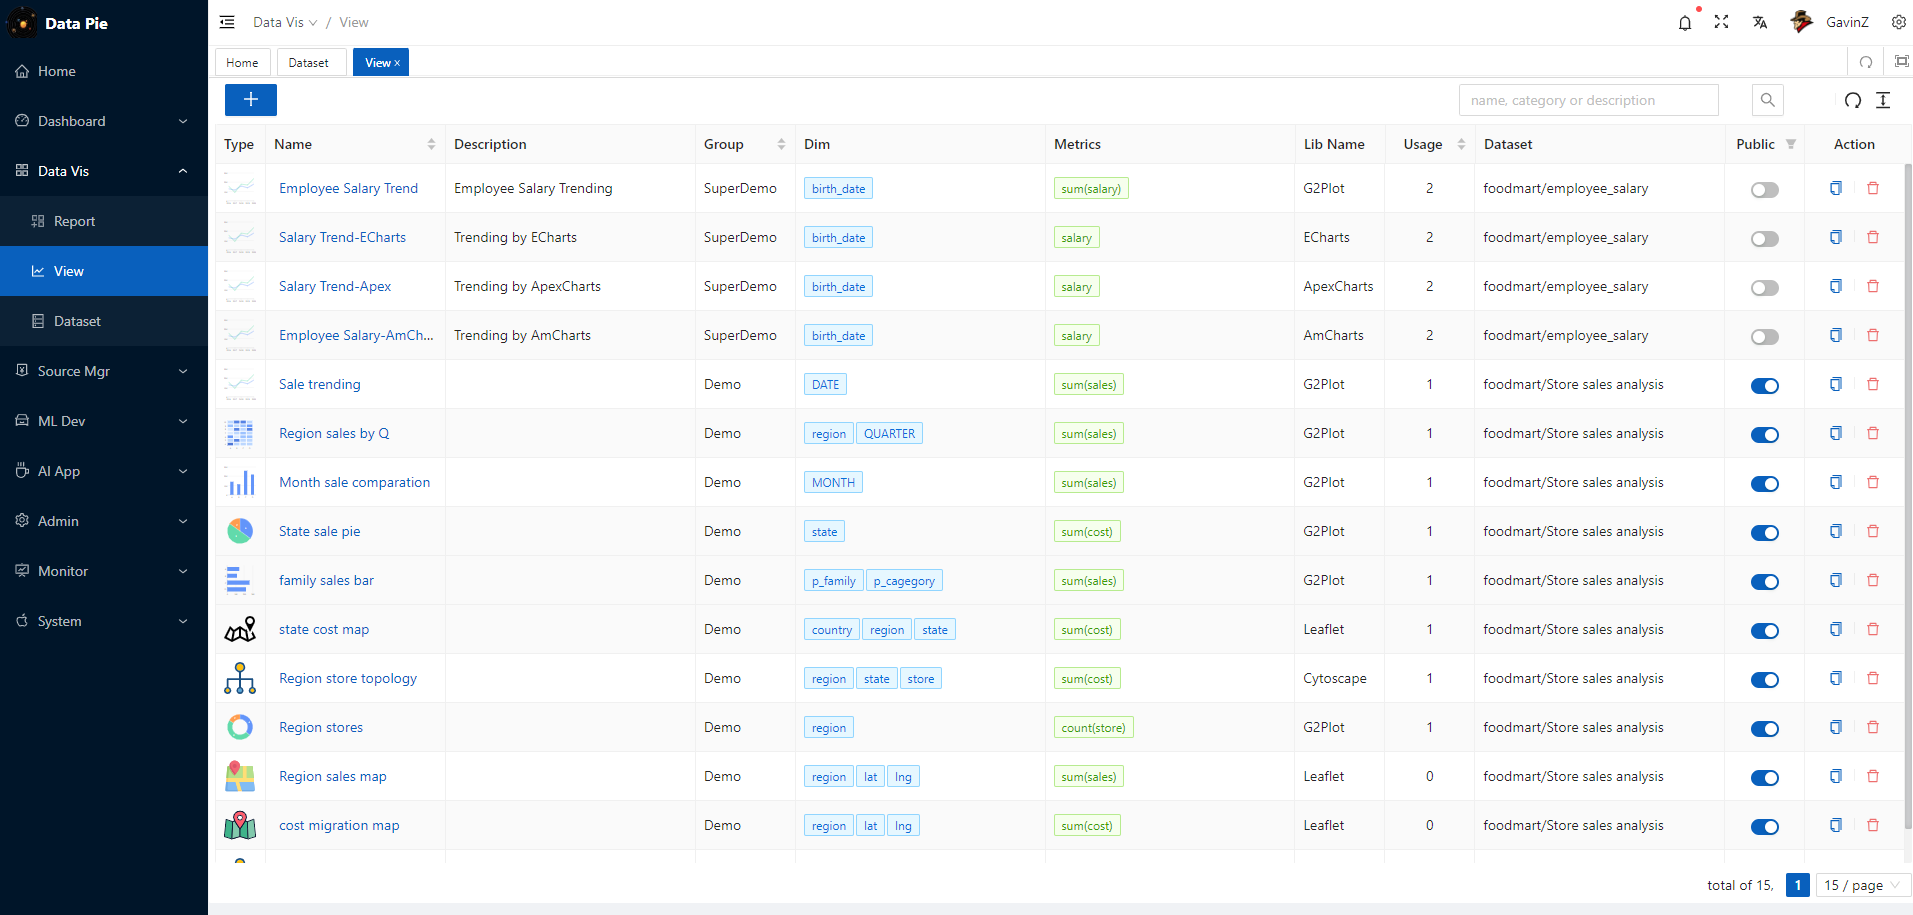 Data Pie
Data Vis / View
GavinZ
Home Dataset View ×
Home
Dashboard
Data Vis
Report
View
Dataset
Source Mgr
ML Dev
AI App
Admin
Monitor
System
+
name, category or description
Type Name Description Group Dim Metrics Lib Name Usage Dataset Public Action
Employee Salary Trend Employee Salary Trending SuperDemo birth_date sum(salary) G2Plot 2 foodmart/employee_salary
Salary Trend-ECharts Trending by ECharts SuperDemo birth_date salary ECharts 2 foodmart/employee_salary
Salary Trend-Apex Trending by ApexCharts SuperDemo birth_date salary ApexCharts 2 foodmart/employee_salary
Employee Salary-AmCh... Trending by AmCharts SuperDemo birth_date salary AmCharts 2 foodmart/employee_salary
Sale trending Demo DATE sum(sales) G2Plot 1 foodmart/Store sales analysis
Region sales by Q Demo region QUARTER sum(sales) G2Plot 1 foodmart/Store sales analysis
Month sale comparation Demo MONTH sum(sales) G2Plot 1 foodmart/Store sales analysis
State sale pie Demo state sum(cost) G2Plot 1 foodmart/Store sales analysis
family sales bar Demo p_family p_cagegory sum(sales) G2Plot 1 foodmart/Store sales analysis
state cost map Demo country region state sum(cost) Leaflet 1 foodmart/Store sales analysis
Region store topology Demo region state store sum(cost) Cytoscape 1 foodmart/Store sales analysis
Region stores Demo region count(store) G2Plot 1 foodmart/Store sales analysis
Region sales map Demo region lat lng sum(sales) Leaflet 0 foodmart/Store sales analysis
cost migration map Demo region lat lng sum(cost) Leaflet 0 foodmart/Store sales analysis
total of 15, 1 15 / page